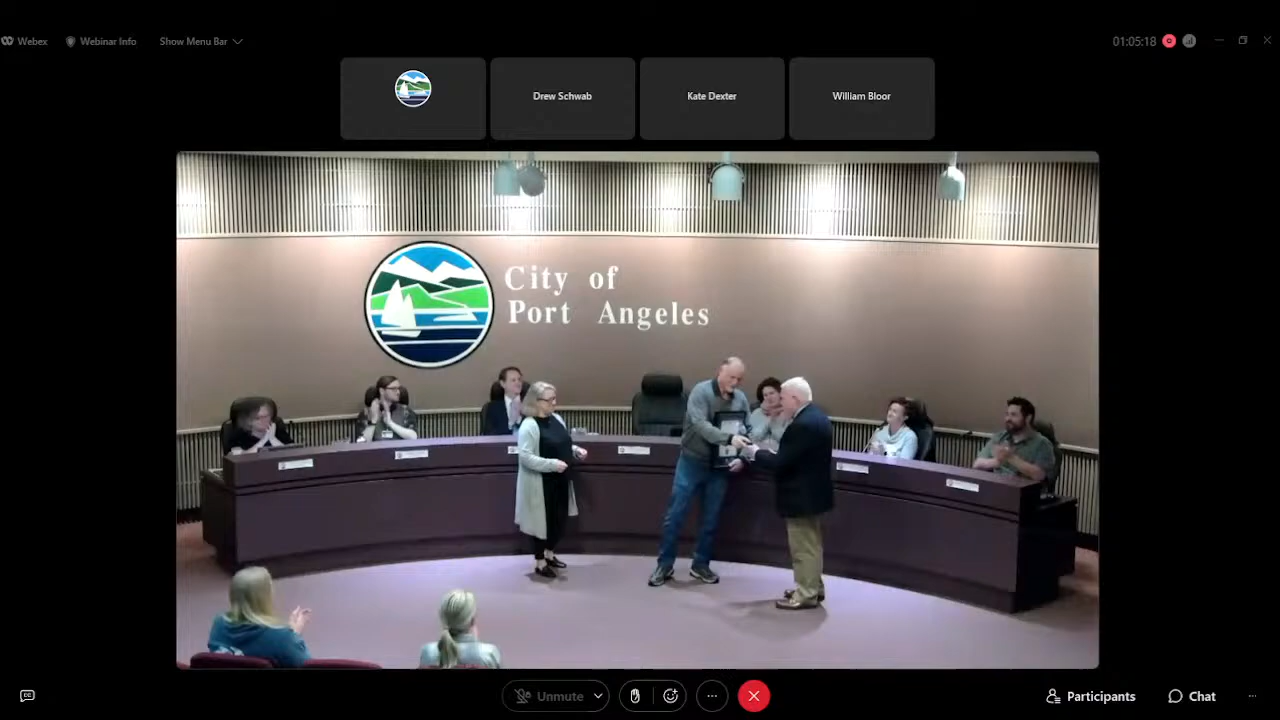 Webex
Webinar Info
Show Menu Bar
01:05:18
Drew Schwab
Kate Dexter
William Bloor
City of
Port Angeles
Unmute
Participants
Chat